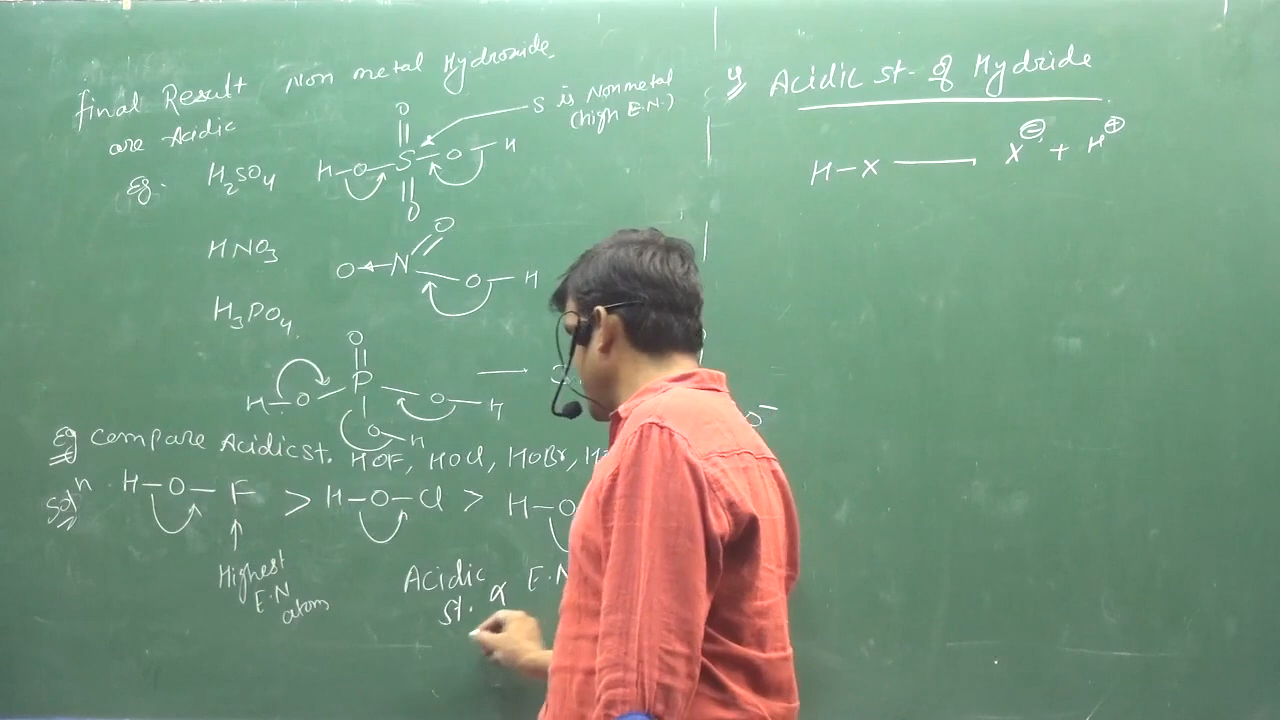 final Result Non metal Hydroxide
are Acidic
S is Nonmetal
(high E.N.)
Eg. H2SO4
O
H-O-S-O-H
O
HNO3
O
O←N
O-H
H3PO4
O
H-O P O-H
O-H
Eg compare Acidic st. HOF, HOCl, HOBr, H
Soln H-O-F > H-O-Cl > H-O
Highest
E.N
atom
Acidic
st. α E.N
Acidic st. of Hydride
H-X —— X⊖ + H⊕